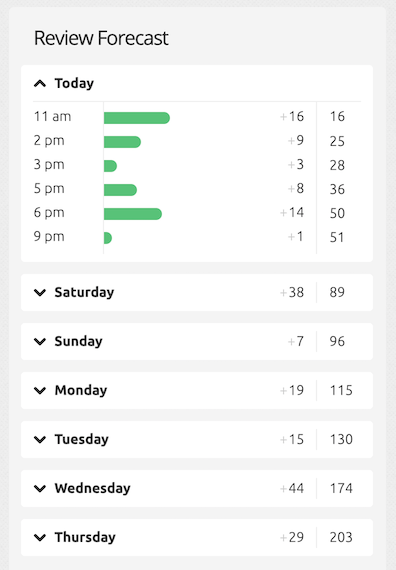 Review Forecast
Today
11 am +16 16
2 pm +9 25
3 pm +3 28
5 pm +8 36
6 pm +14 50
9 pm +1 51
Saturday +38 89
Sunday +7 96
Monday +19 115
Tuesday +15 130
Wednesday +44 174
Thursday +29 203